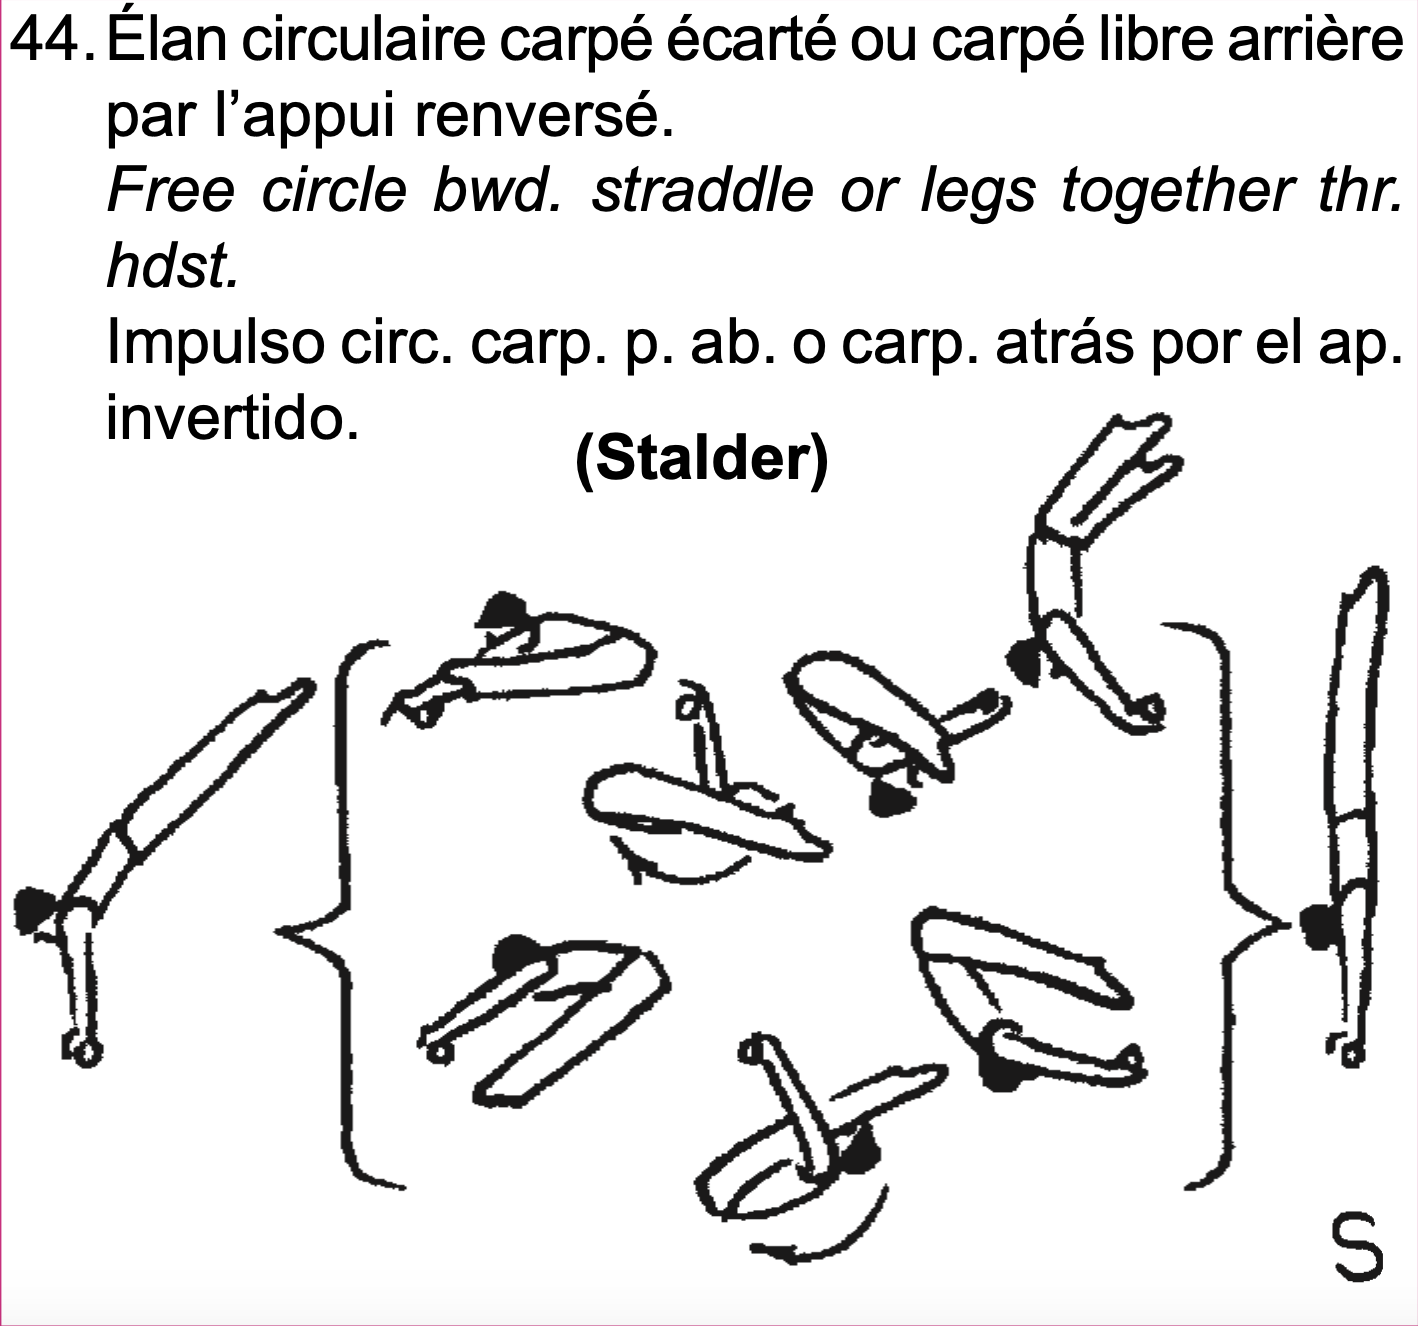 44. Élan circulaire carpé écarté ou carpé libre arrière
par l’appui renversé.
Free circle bwd. straddle or legs together thr.
hdst.
Impulso circ. carp. p. ab. o carp. atrás por el ap.
invertido.
(Stalder)
S